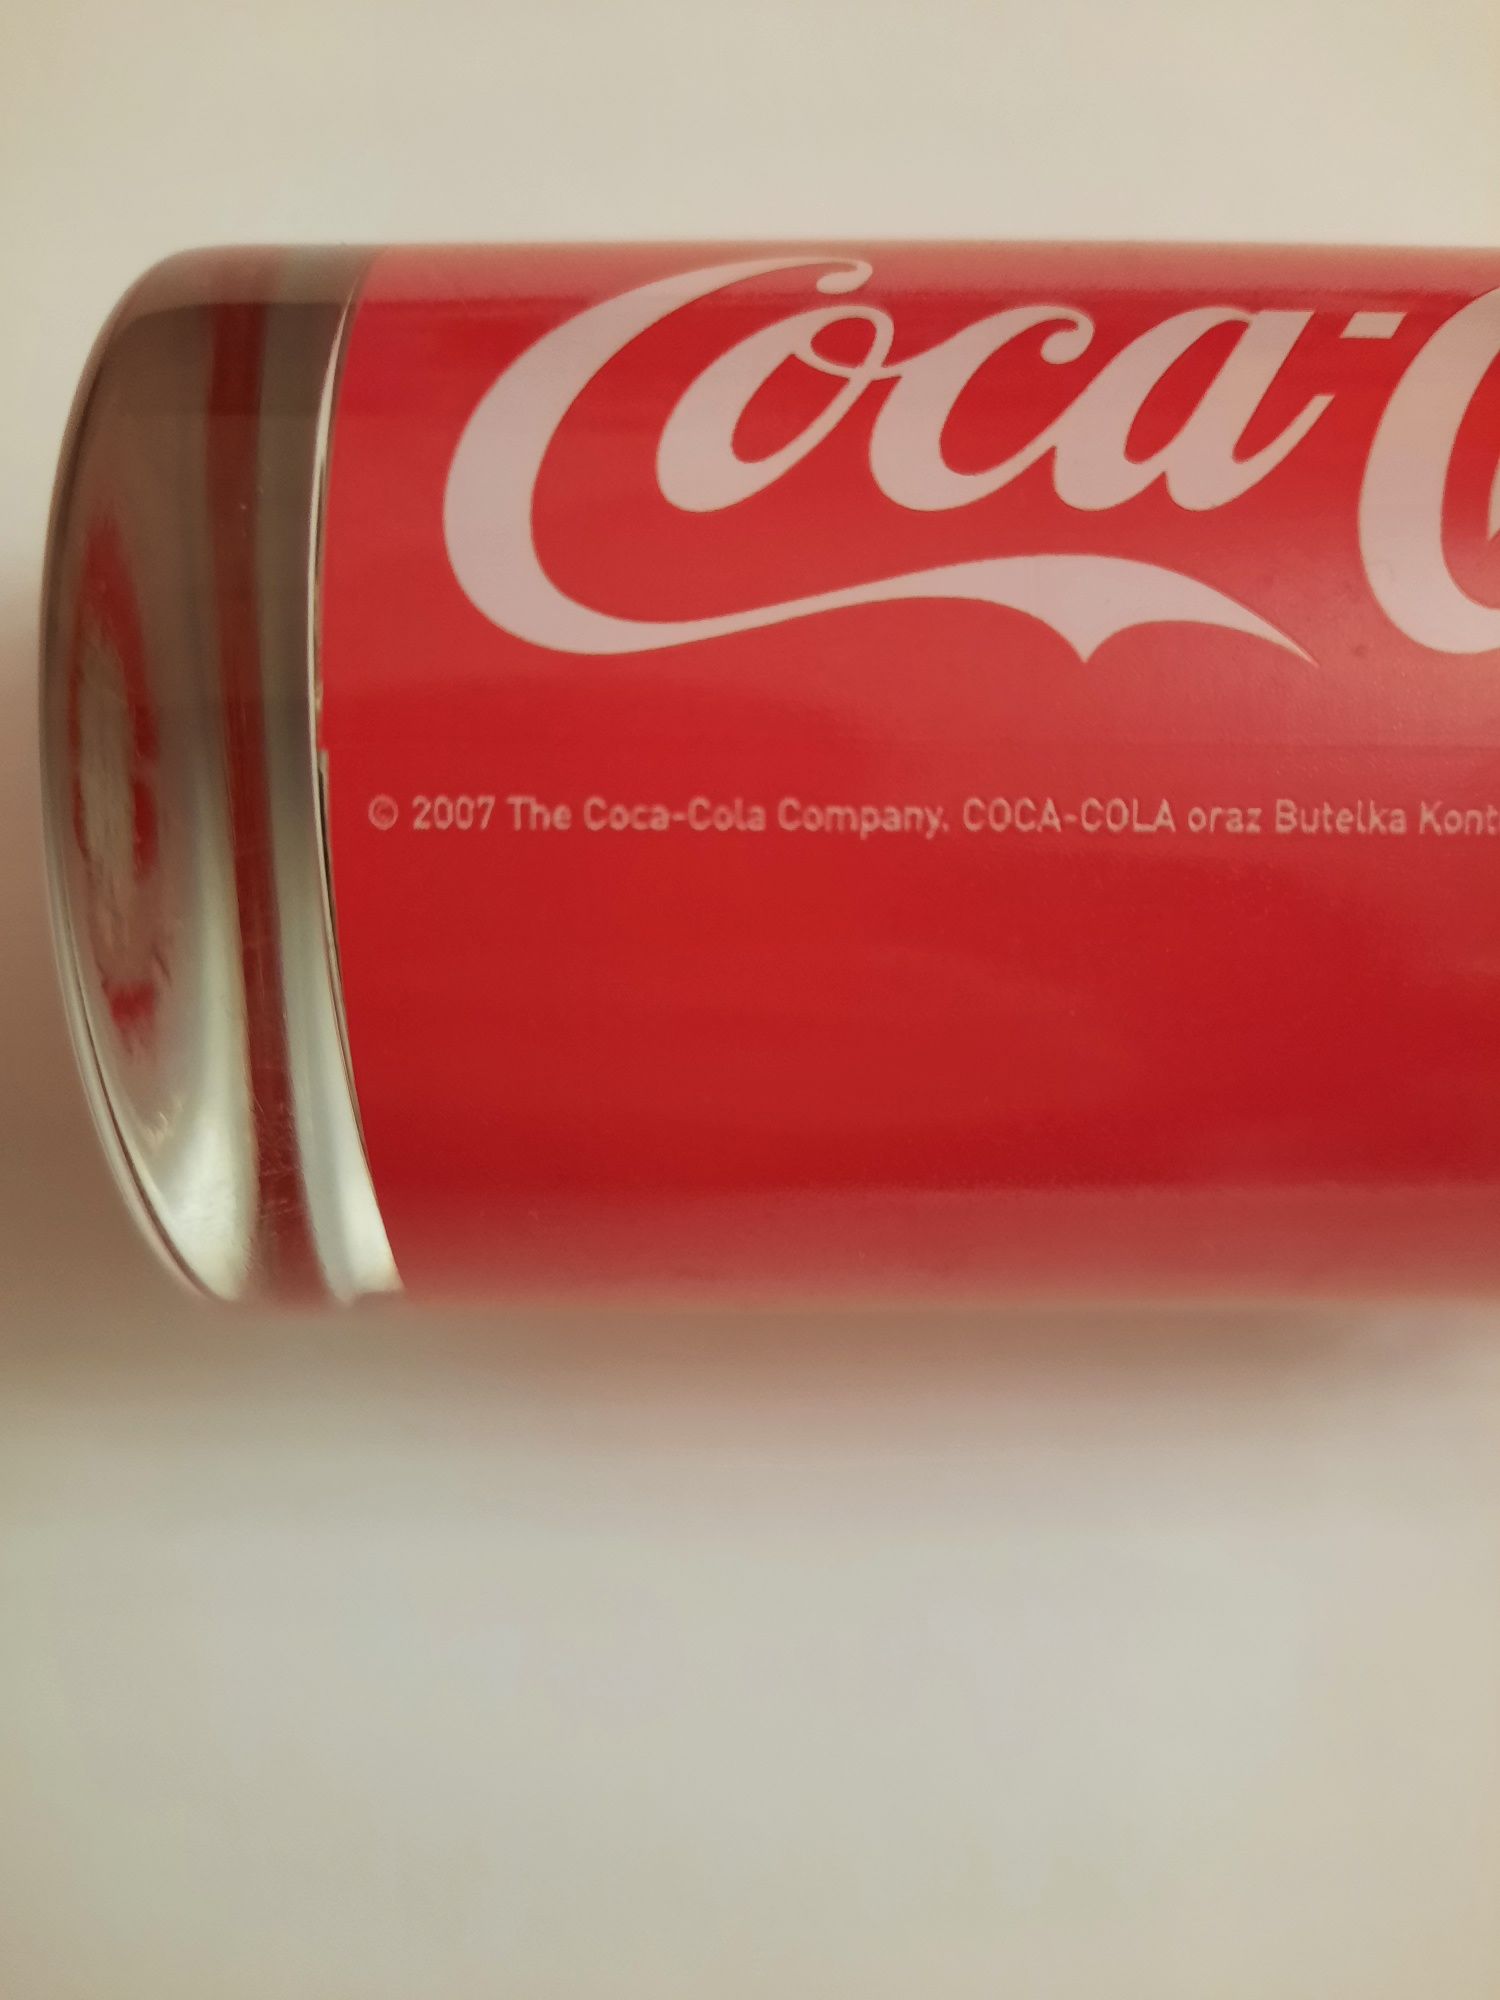 Coca-C
© 2007 The Coca-Cola Company. COCA-COLA oraz Butelka Kont